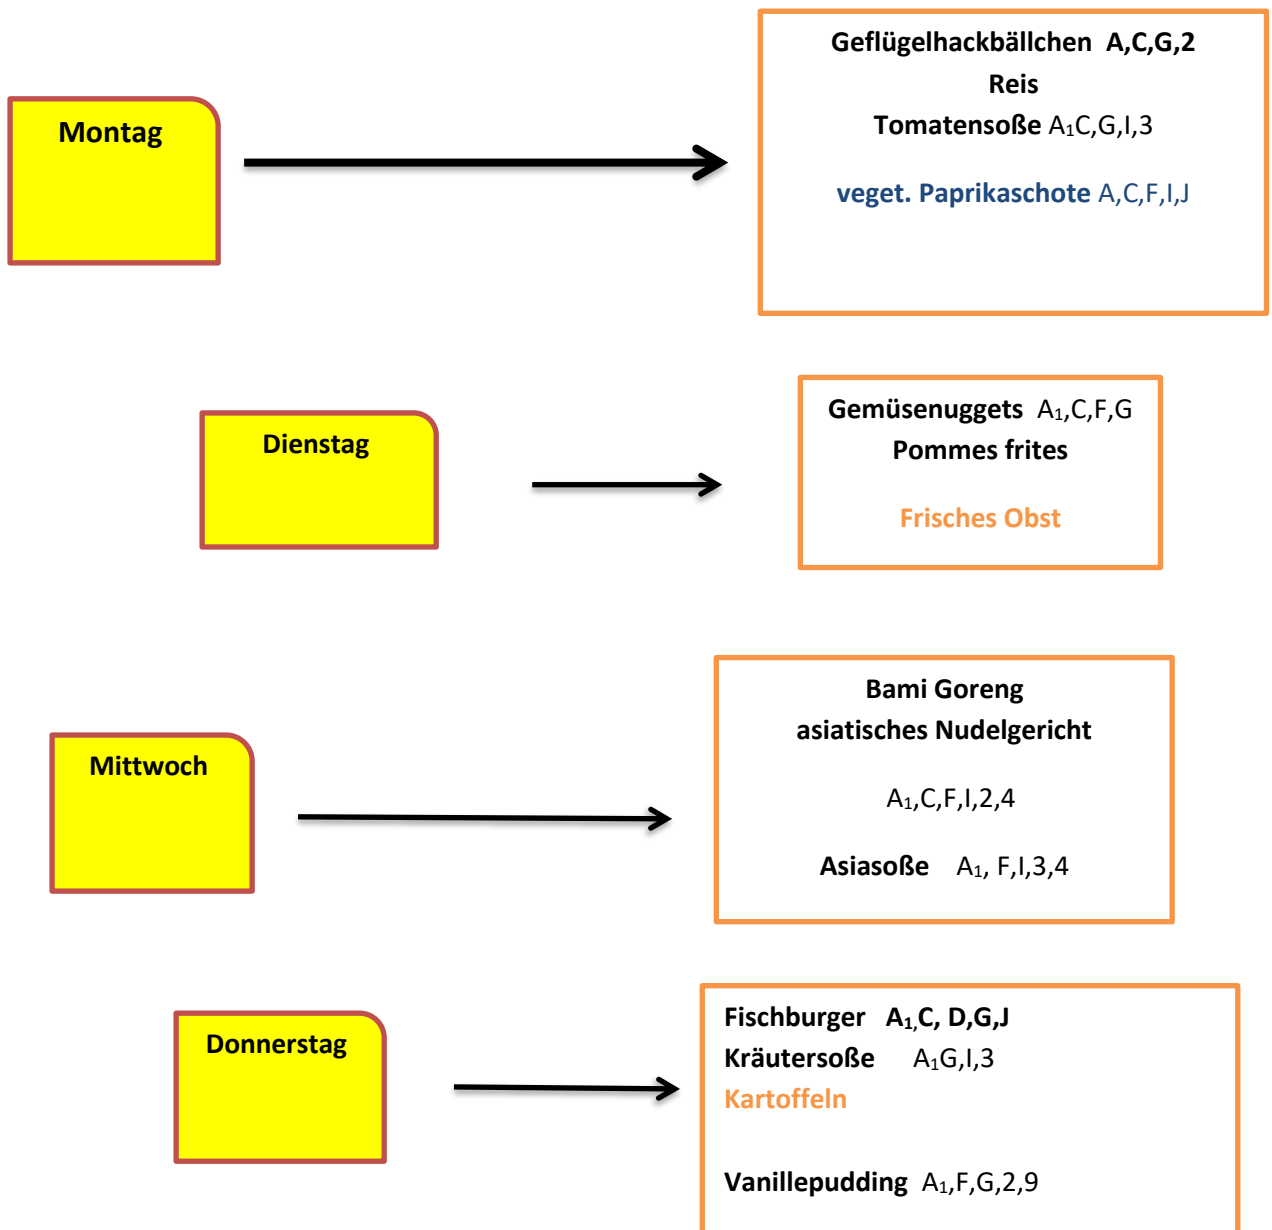 Montag
Geflügelhackbällchen A,C,G,2
Reis
Tomatensoße A₁C,G,I,3
veget. Paprikaschote A,C,F,I,J
Dienstag
Gemüsenuggets A₁,C,F,G
Pommes frites
Frisches Obst
Mittwoch
Bami Goreng
asiatisches Nudelgericht
A₁,C,F,I,2,4
Asiasoße A₁, F,I,3,4
Donnerstag
Fischburger A₁,C, D,G,J
Kräutersoße A₁G,I,3
Kartoffeln
Vanillepudding A₁,F,G,2,9